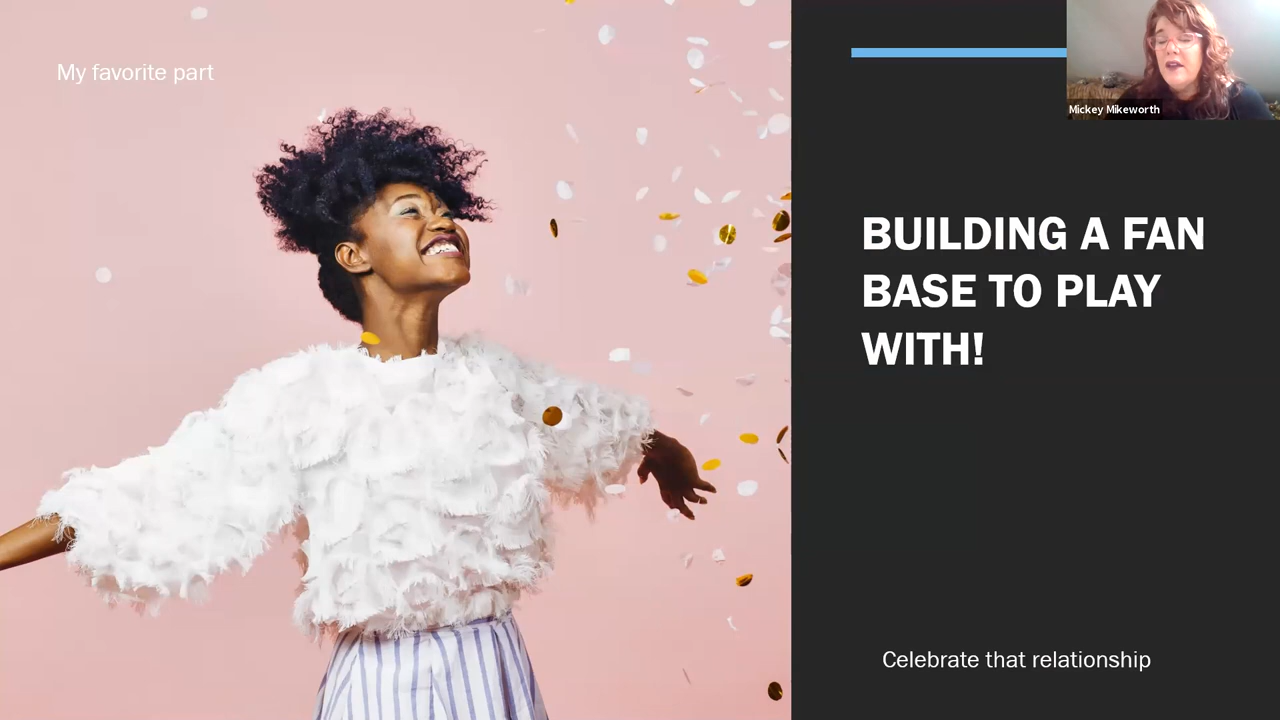 My favorite part
Mickey Mikeworth
BUILDING A FAN
BASE TO PLAY
WITH!
Celebrate that relationship